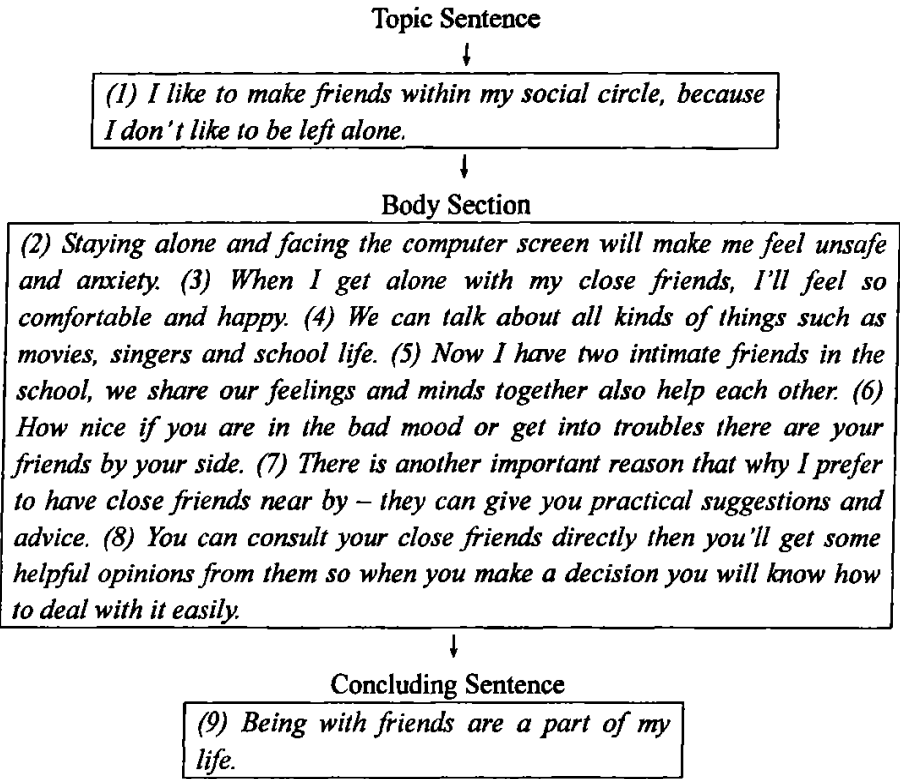 Topic Sentence
(1) I like to make friends within my social circle, because
I don't like to be left alone.
Body Section
(2) Staying alone and facing the computer screen will make me feel unsafe
and anxiety. (3) When I get alone with my close friends, I'll feel so
comfortable and happy. (4) We can talk about all kinds of things such as
movies, singers and school life. (5) Now I have two intimate friends in the
school, we share our feelings and minds together also help each other. (6)
How nice if you are in the bad mood or get into troubles there are your
friends by your side. (7) There is another important reason that why I prefer
to have close friends near by – they can give you practical suggestions and
advice. (8) You can consult your close friends directly then you'll get some
helpful opinions from them so when you make a decision you will know how
to deal with it easily.
Concluding Sentence
(9) Being with friends are a part of my
life.